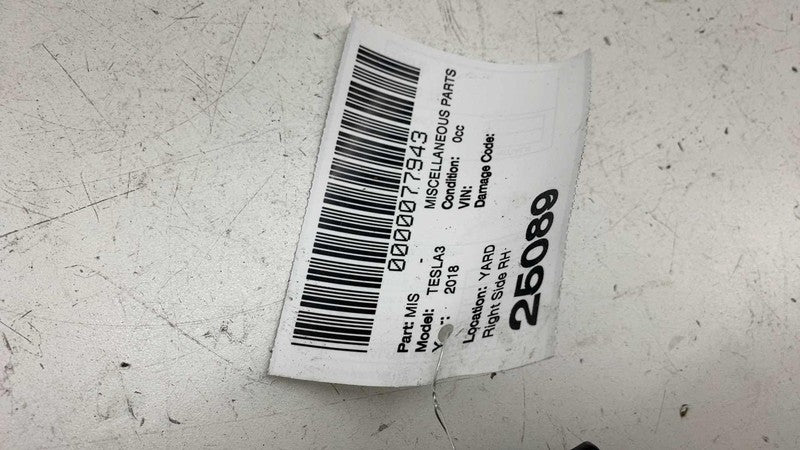 0000077943
Part: MIS - MISCELLANEOUS PARTS
Model: TESLA3 Condition: 0cc
2018 VIN:
Damage Code:
Location: YARD
Right Side RH
25089